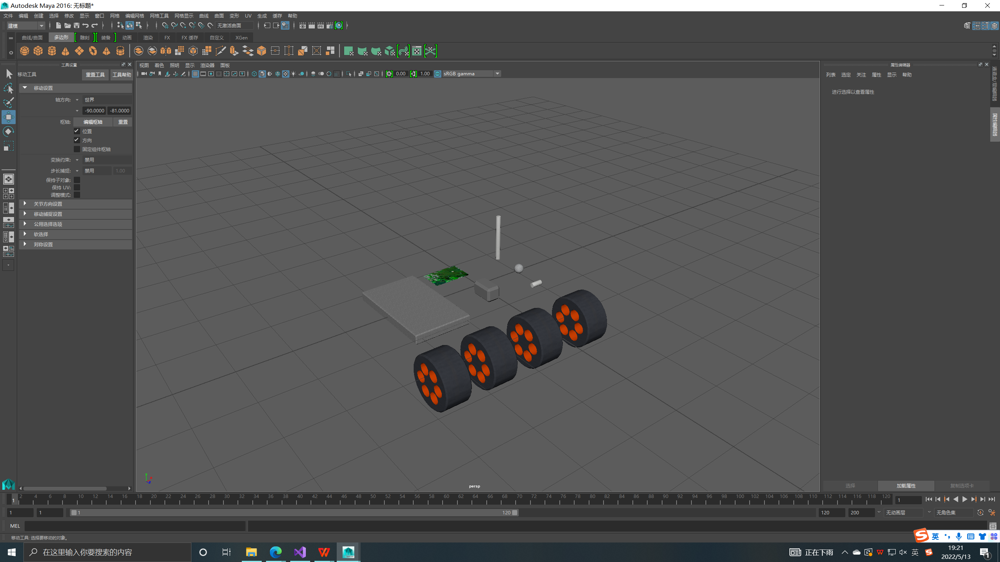 Autodesk Maya 2016: 无标题*
文件 编辑 创建 选择 修改 显示 窗口 网格 编辑网格 网格工具 网格显示 曲线 曲面 变形 UV 生成 缓存 帮助
建模 无激活曲面
曲线/曲面 多边形 雕刻 装备 动画 渲染 FX FX 缓存 自定义 XGen
工具设置
移动工具 重置工具 工具帮助
移动设置
轴方向: 世界
-90.0000 -81.0000
枢轴: 编辑枢轴 重置
位置
方向
固定组件枢轴
变换约束: 禁用
步长捕捉: 禁用 1.00
保持子对象:
保持 UV:
调整模式:
关节方向设置
移动捕捉设置
公用选择选项
软选择
对称设置
视图 着色 照明 显示 渲染器 面板
0.00 1.00 ON sRGB gamma
persp
y x z
属性编辑器
列表 选定 关注 属性 显示 帮助
进行选择以查看属性
通道盒/层编辑器
属性编辑器
选择 加载属性 复制选项卡
1 2 4 6 8 10 12 14 16 18 20 22 24 26 28 30 32 34 36 38 40 42 44 46 48 50 52 54 56 58 60 62 64 66 68 70 72 74 76 78 80 82 84 86 88 90 92 94 96 98 100 102 104 106 108 110 112 114 116 118 120 1
1 1 1 120 120 200 无动画层 无角色集
MEL
移动工具: 选择要移动的对象。
英
在这里输入你要搜索的内容
正在下雨 英 19:21
2022/5/13
1